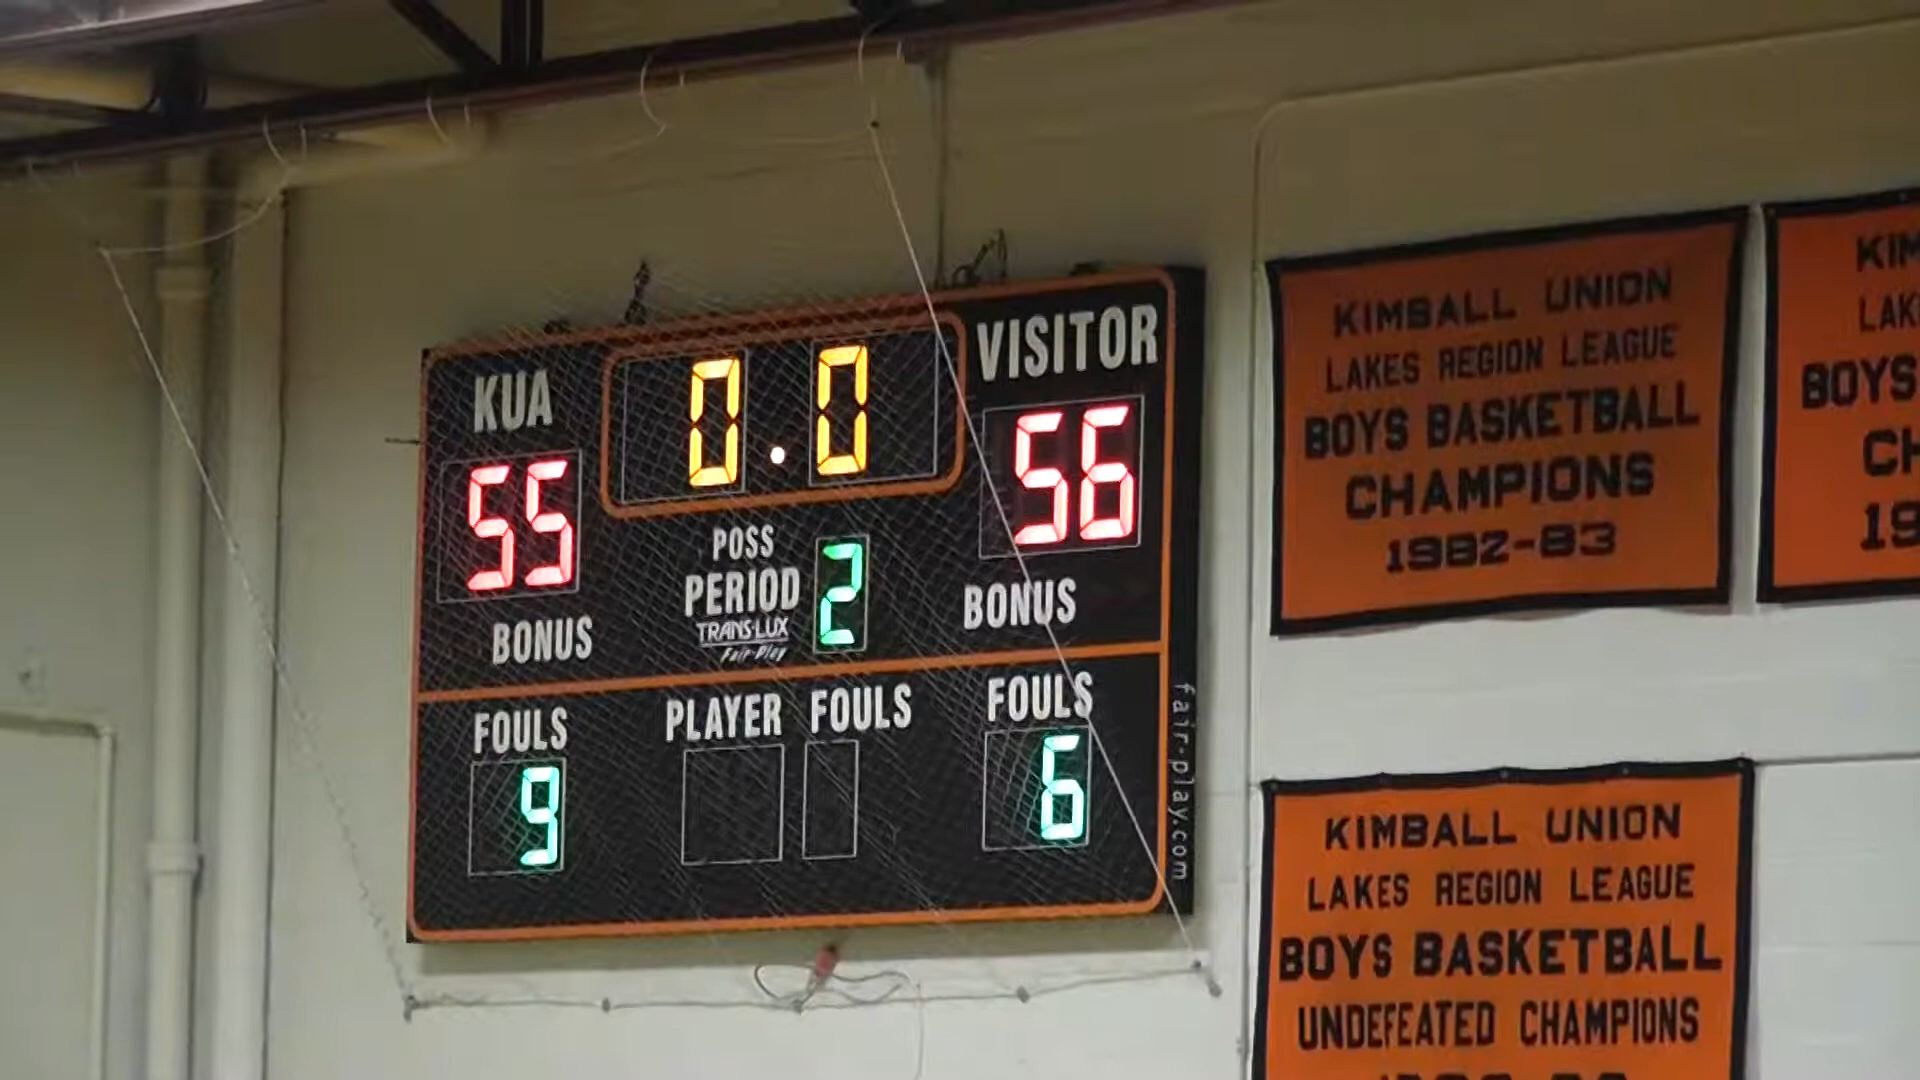 KUA
0.0
VISITOR
55
56
POSS
PERIOD
2
TRANS-LUX
Fair-Play
BONUS
BONUS
FOULS
PLAYER FOULS
FOULS
9
6
fair-play.com
KIMBALL UNION
LAKES REGION LEAGUE
BOYS BASKETBALL
CHAMPIONS
1982-83
KIM
LAK
BOYS
CH
19
KIMBALL UNION
LAKES REGION LEAGUE
BOYS BASKETBALL
UNDEFEATED CHAMPIONS